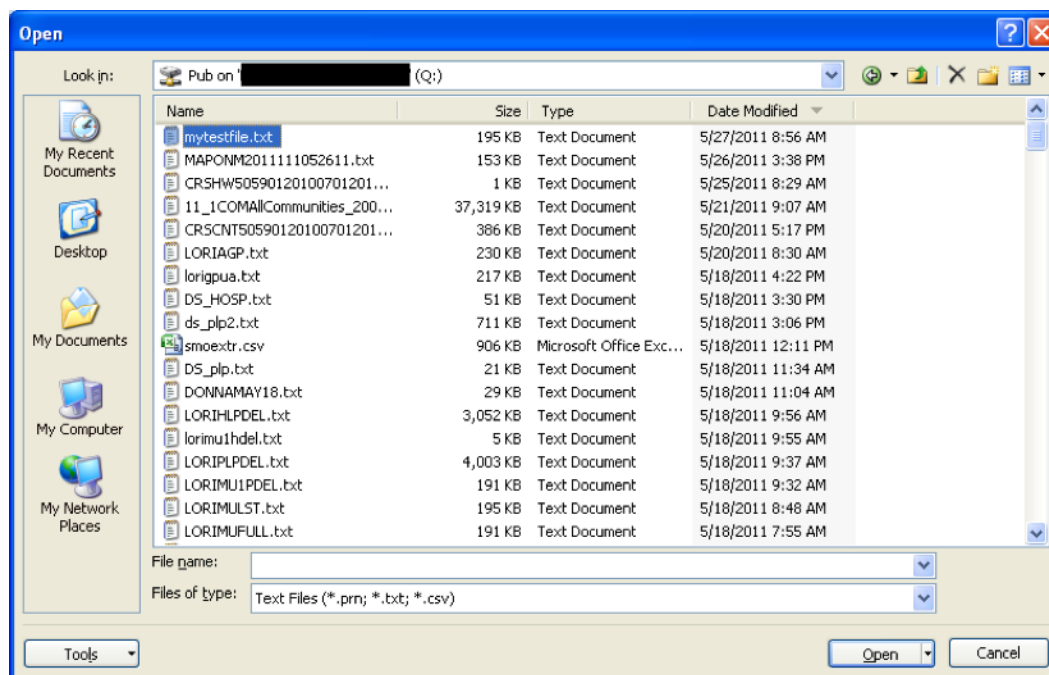 Open
Look in: Pub on ' ' (Q:)
Name Size Type Date Modified
mytestfile.txt 195 KB Text Document 5/27/2011 8:56 AM
MAPONM2011111052611.txt 153 KB Text Document 5/26/2011 3:38 PM
CRSHW50590120100701201... 1 KB Text Document 5/25/2011 8:29 AM
11_1COMAllCommunities_200... 37,319 KB Text Document 5/21/2011 9:07 AM
CRSCNT50590120100701201... 386 KB Text Document 5/20/2011 5:17 PM
LORIAGP.txt 230 KB Text Document 5/20/2011 8:30 AM
lorigpua.txt 217 KB Text Document 5/18/2011 4:22 PM
DS_HOSP.txt 51 KB Text Document 5/18/2011 3:30 PM
ds_plp2.txt 711 KB Text Document 5/18/2011 3:06 PM
smoextr.csv 906 KB Microsoft Office Exc... 5/18/2011 12:11 PM
DS_plp.txt 21 KB Text Document 5/18/2011 11:34 AM
DONNAMAY18.txt 29 KB Text Document 5/18/2011 11:04 AM
LORIHLPDEL.txt 3,052 KB Text Document 5/18/2011 9:56 AM
lorimu1hdel.txt 5 KB Text Document 5/18/2011 9:55 AM
LORIPLPDEL.txt 4,003 KB Text Document 5/18/2011 9:37 AM
LORIMU1PDEL.txt 191 KB Text Document 5/18/2011 9:32 AM
LORIMULST.txt 195 KB Text Document 5/18/2011 8:48 AM
LORIMUFULL.txt 191 KB Text Document 5/18/2011 7:55 AM
My Recent
Documents
Desktop
My Documents
My Computer
My Network
Places
File name:
Files of type: Text Files (*.prn; *.txt; *.csv)
Tools Open Cancel